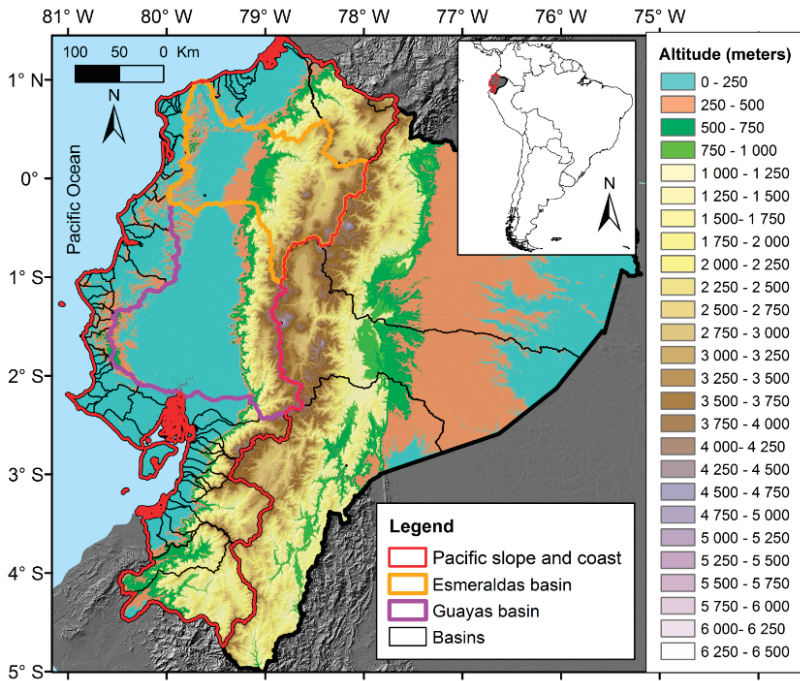 81° W 80° W 79° W 78° W 77° W 76° W 75° W
100 50 0 Km
N
1° N
0°
1° S
2° S
3° S
4° S
5° S
Pacific Ocean
N
Altitude (meters)
0 - 250
250 - 500
500 - 750
750 - 1 000
1 000 - 1 250
1 250 - 1 500
1 500- 1 750
1 750 - 2 000
2 000 - 2 250
2 250 - 2 500
2 500 - 2 750
2 750 - 3 000
3 000 - 3 250
3 250 - 3 500
3 500 - 3 750
3 750 - 4 000
4 000- 4 250
4 250 - 4 500
4 500 - 4 750
4 750 - 5 000
5 000 - 5 250
5 250 - 5 500
5 500 - 5 750
5 750 - 6 000
6 000- 6 250
6 250 - 6 500
Legend
Pacific slope and coast
Esmeraldas basin
Guayas basin
Basins